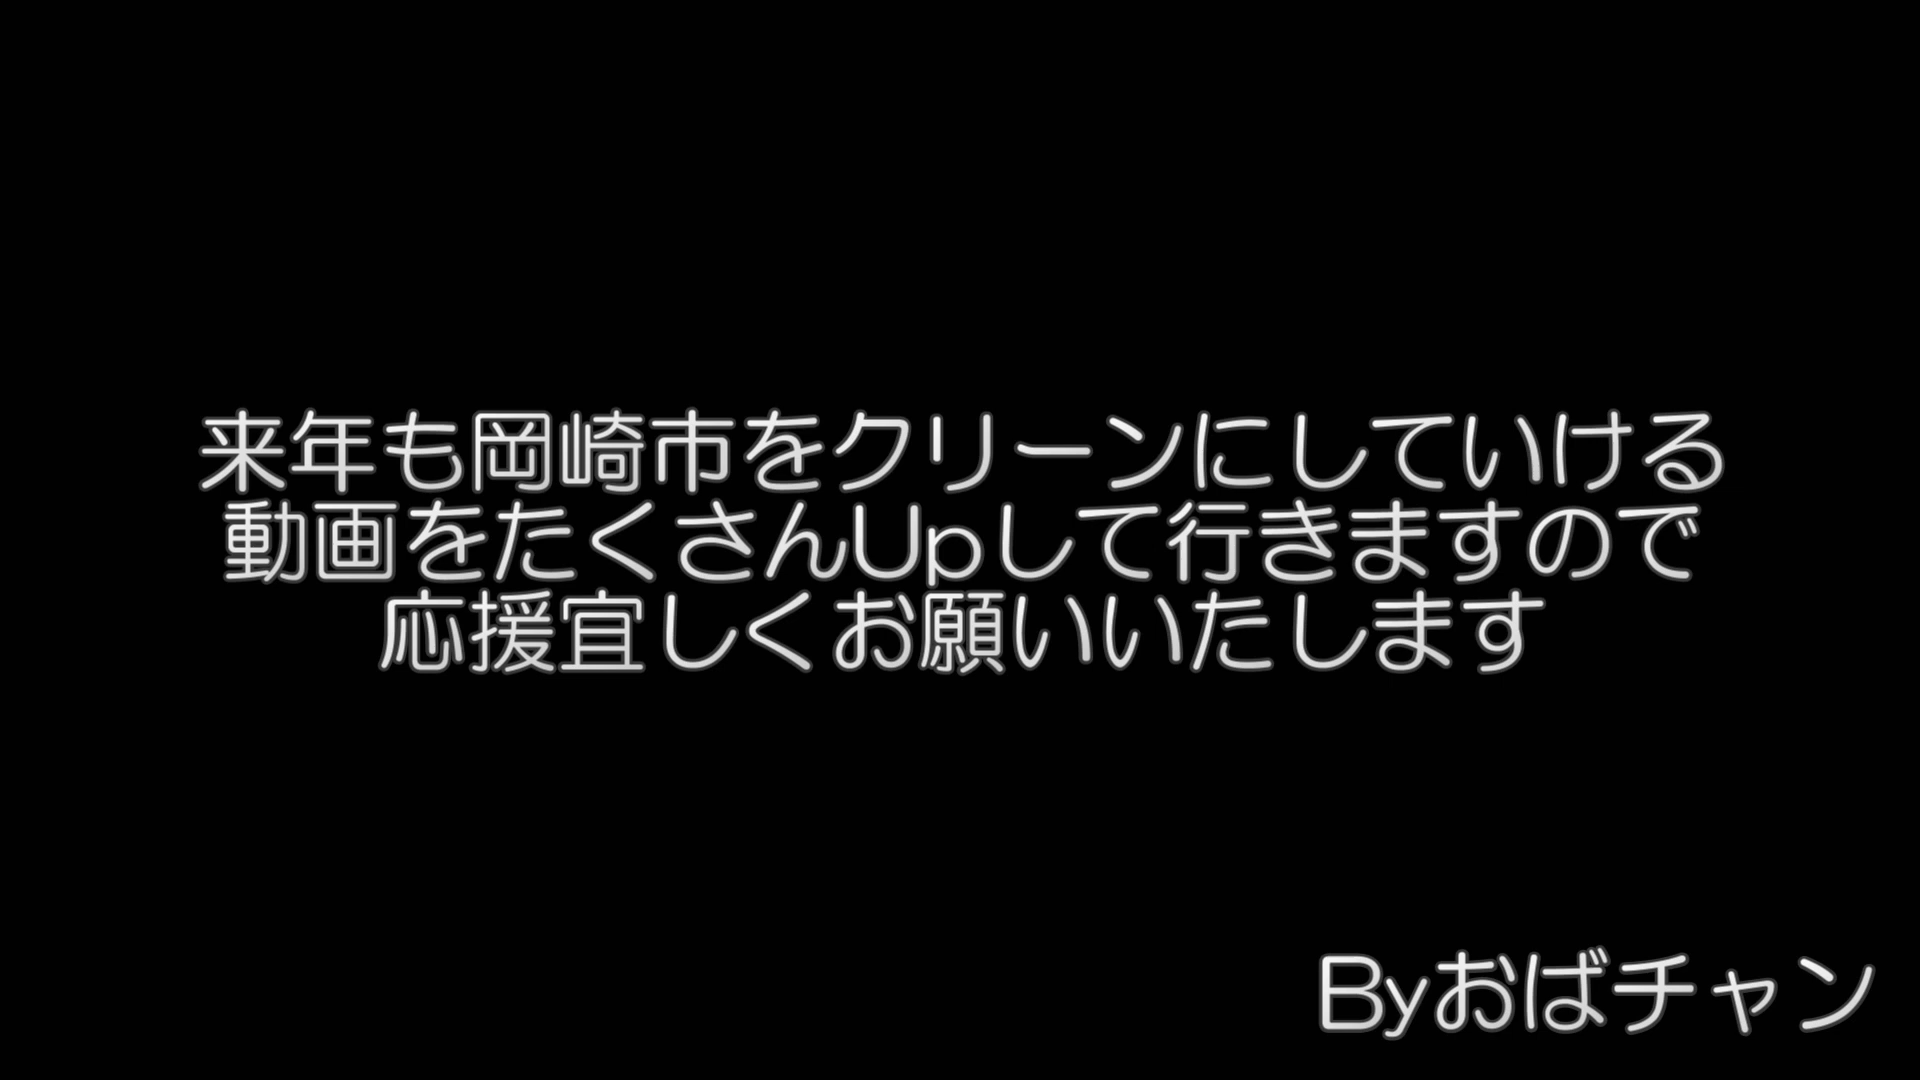 来年も岡崎市をクリーンにしていける
動画をたくさんUpして行きますので
応援宜しくお願いいたします
Byおばチャン